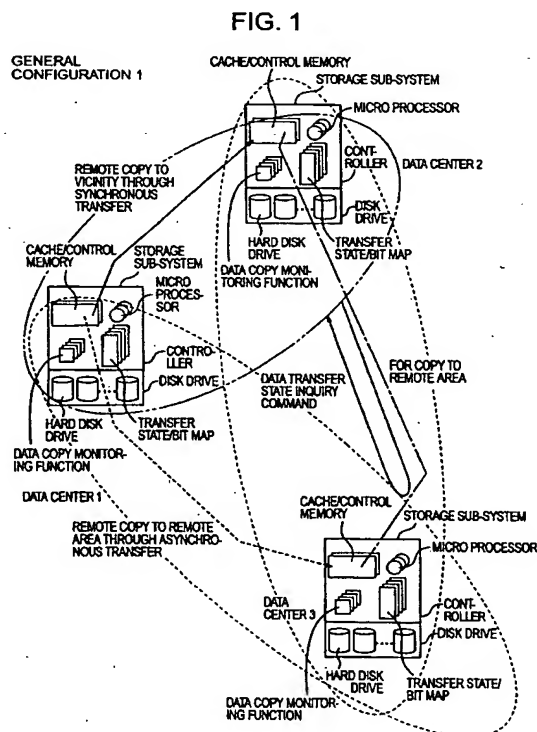 FIG. 1
GENERAL
CONFIGURATION 1
CACHE/CONTROL MEMORY
STORAGE SUB-SYSTEM
MICRO PROCESSOR
CONTROLLER
DATA CENTER 2
DISK
DRIVE
HARD DISK
DRIVE
TRANSFER
STATE/BIT MAP
DATA COPY MONI-
TORING FUNCTION
REMOTE COPY TO
VICINITY THROUGH
SYNCHRONOUS
TRANSFER
CACHE/CONTROL
MEMORY
STORAGE
SUB-SYSTEM
MICRO
PROCES-
SOR
CONTROLLER
DISK DRIVE
HARD DISK
DRIVE
TRANSFER
STATE/BIT MAP
DATA COPY MONITOR-
ING FUNCTION
DATA CENTER 1
DATA TRANSFER
STATE INQUIRY
COMMAND
FOR COPY TO
REMOTE AREA
REMOTE COPY TO REMOTE
AREA THROUGH ASYNCHRO-
NOUS TRANSFER
CACHE/CONTROL
MEMORY
STORAGE SUB-SYSTEM
MICRO PROCESSOR
DATA
CENTER 3
CONT-
ROLLER
DISK DRIVE
HARD DISK
DRIVE
TRANSFER STATE/
BIT MAP
DATA COPY MONITOR-
ING FUNCTION